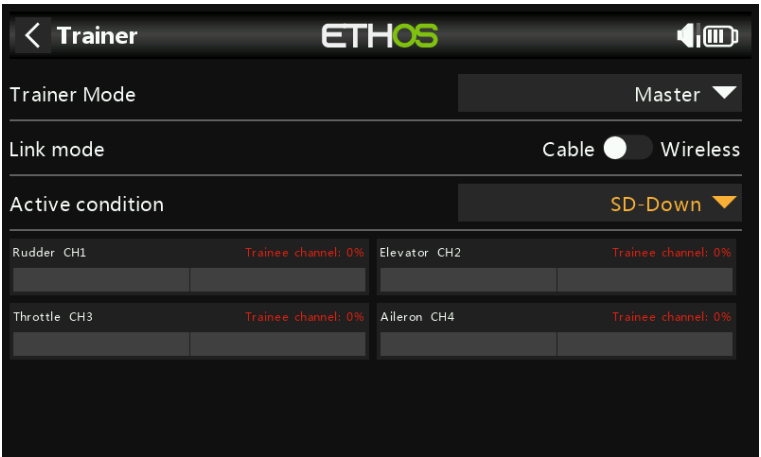 Trainer ETHOS
Trainer Mode Master
Link mode Cable Wireless
Active condition SD-Down
Rudder CH1 Trainee channel: 0% Elevator CH2 Trainee channel: 0%
Throttle CH3 Trainee channel: 0% Aileron CH4 Trainee channel: 0%